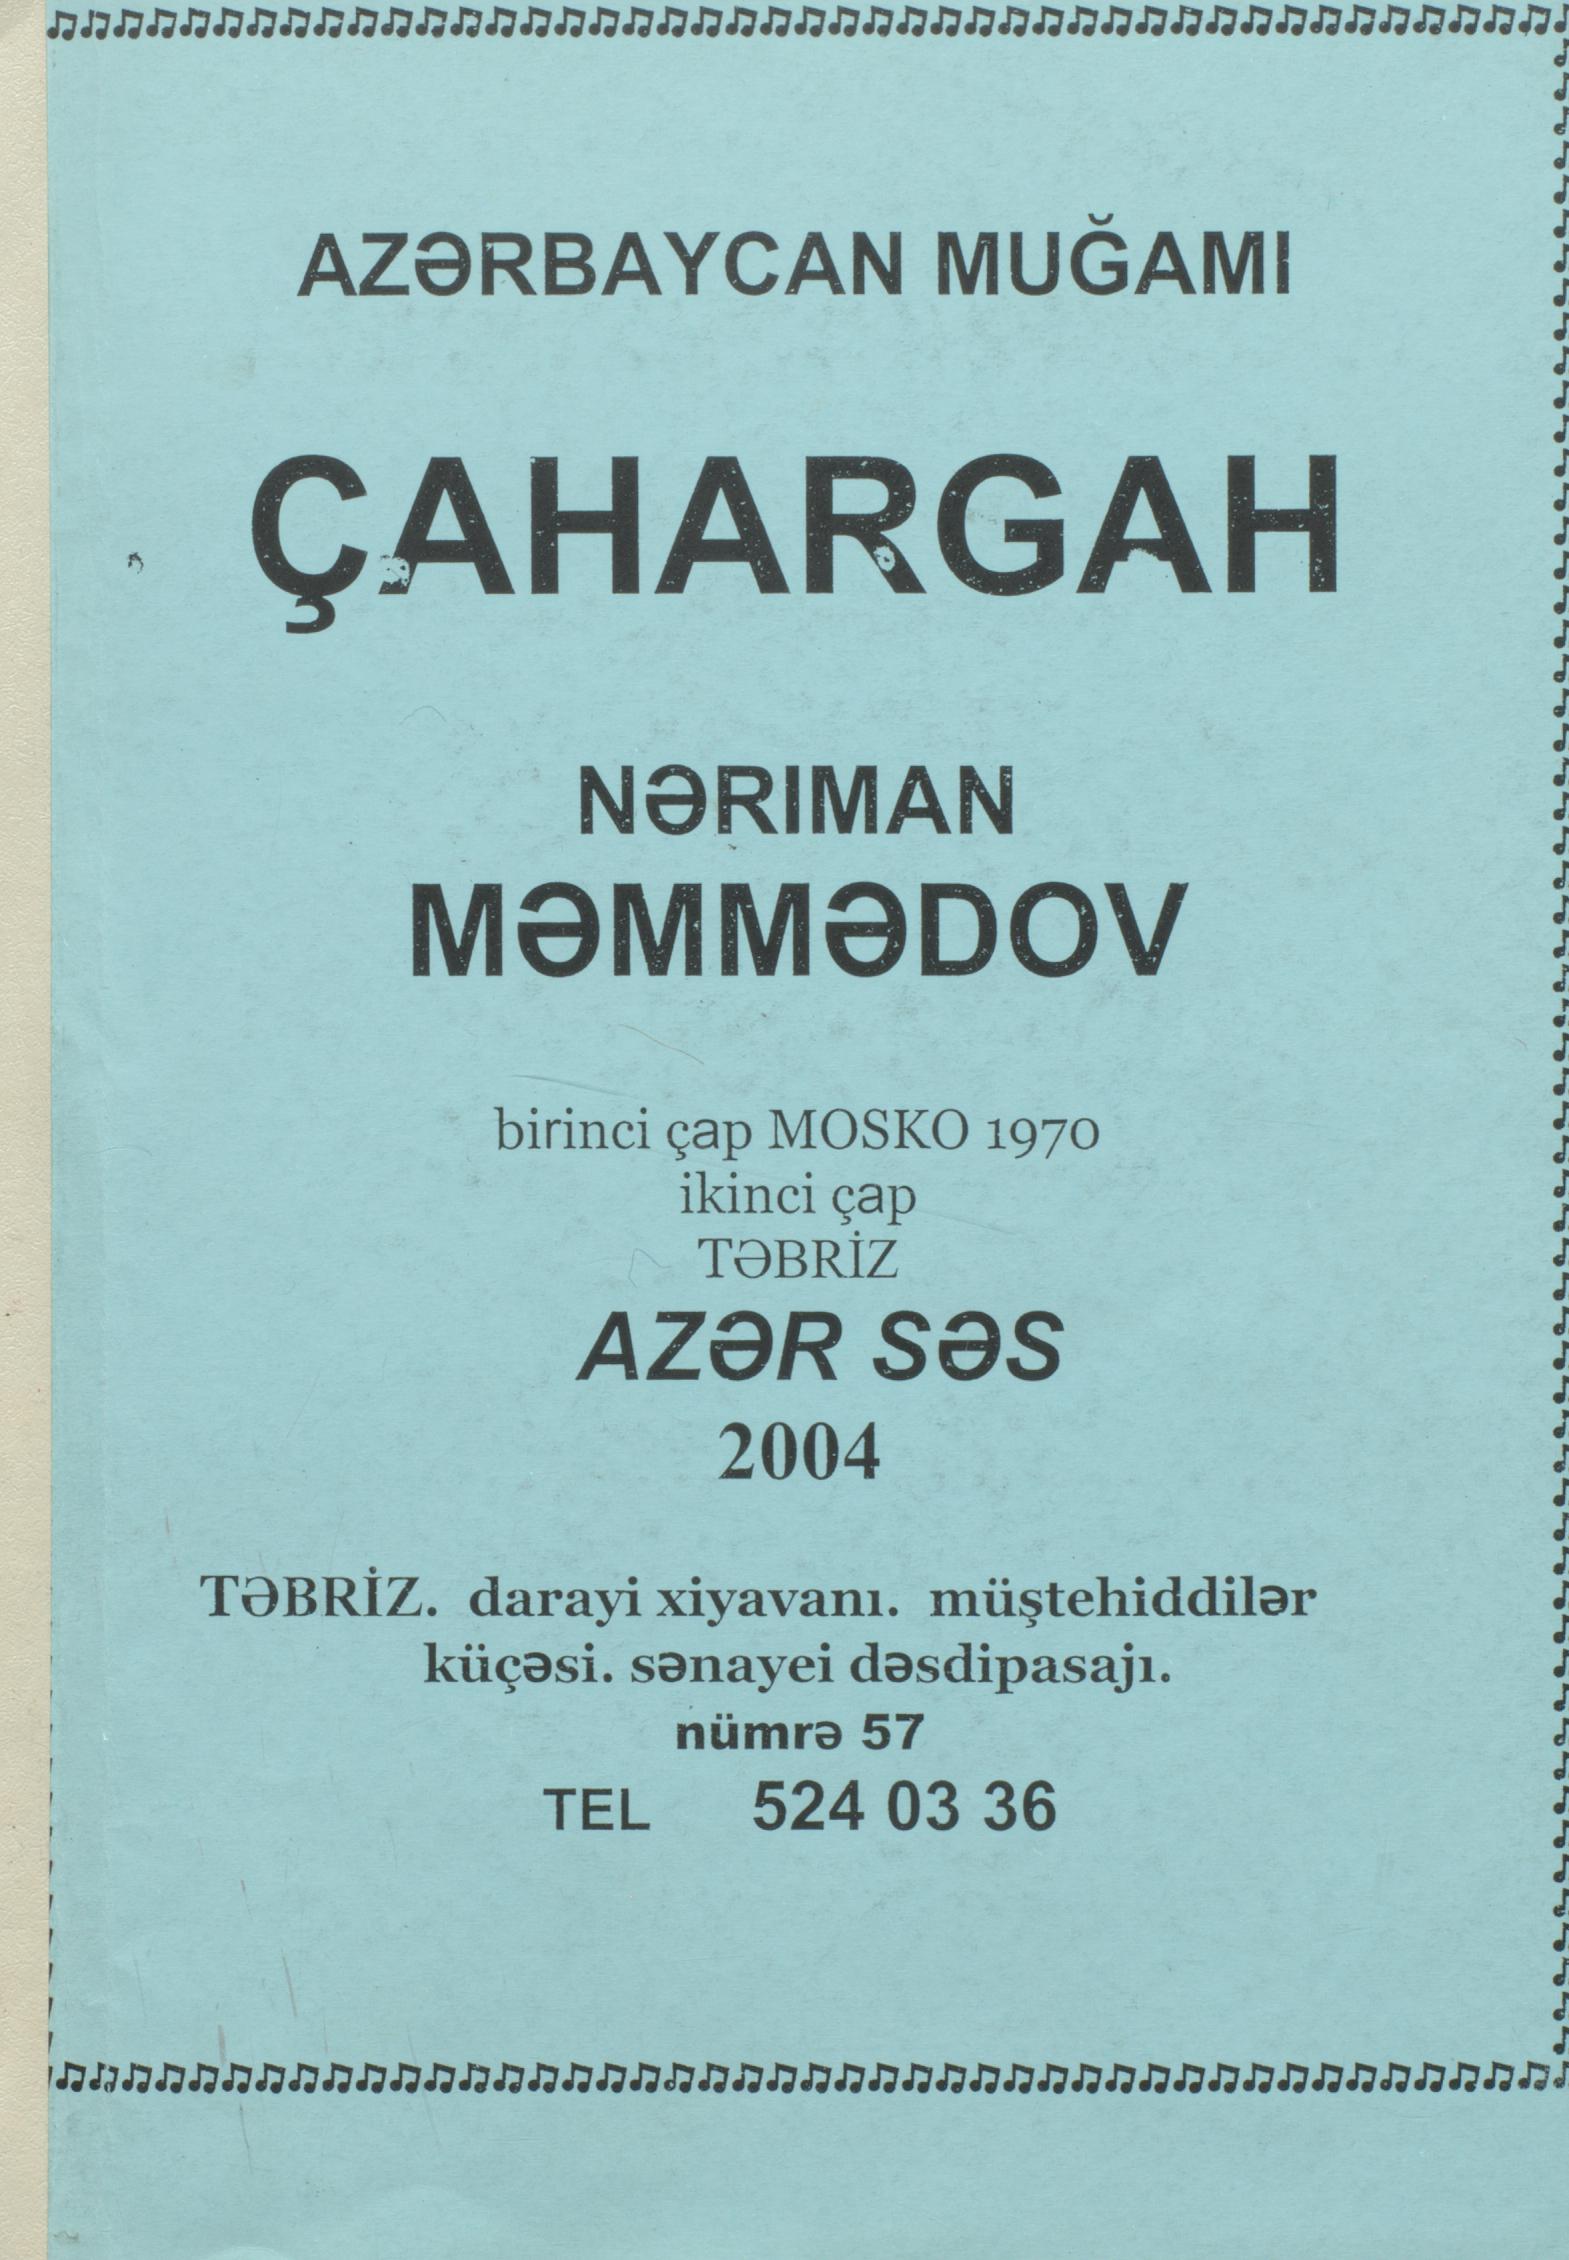 AZƏRBAYCAN MUĞAMI
ÇAHARGAH
NƏRIMAN
MƏMMƏDOV
birinci çap MOSKO 1970
ikinci çap
TƏBRİZ
AZƏR SƏS
2004
TƏBRİZ. darayi xiyavanı. müştehiddilər
küçəsi. sənayei dəsdipasajı.
nümrə 57
TEL 524 03 36